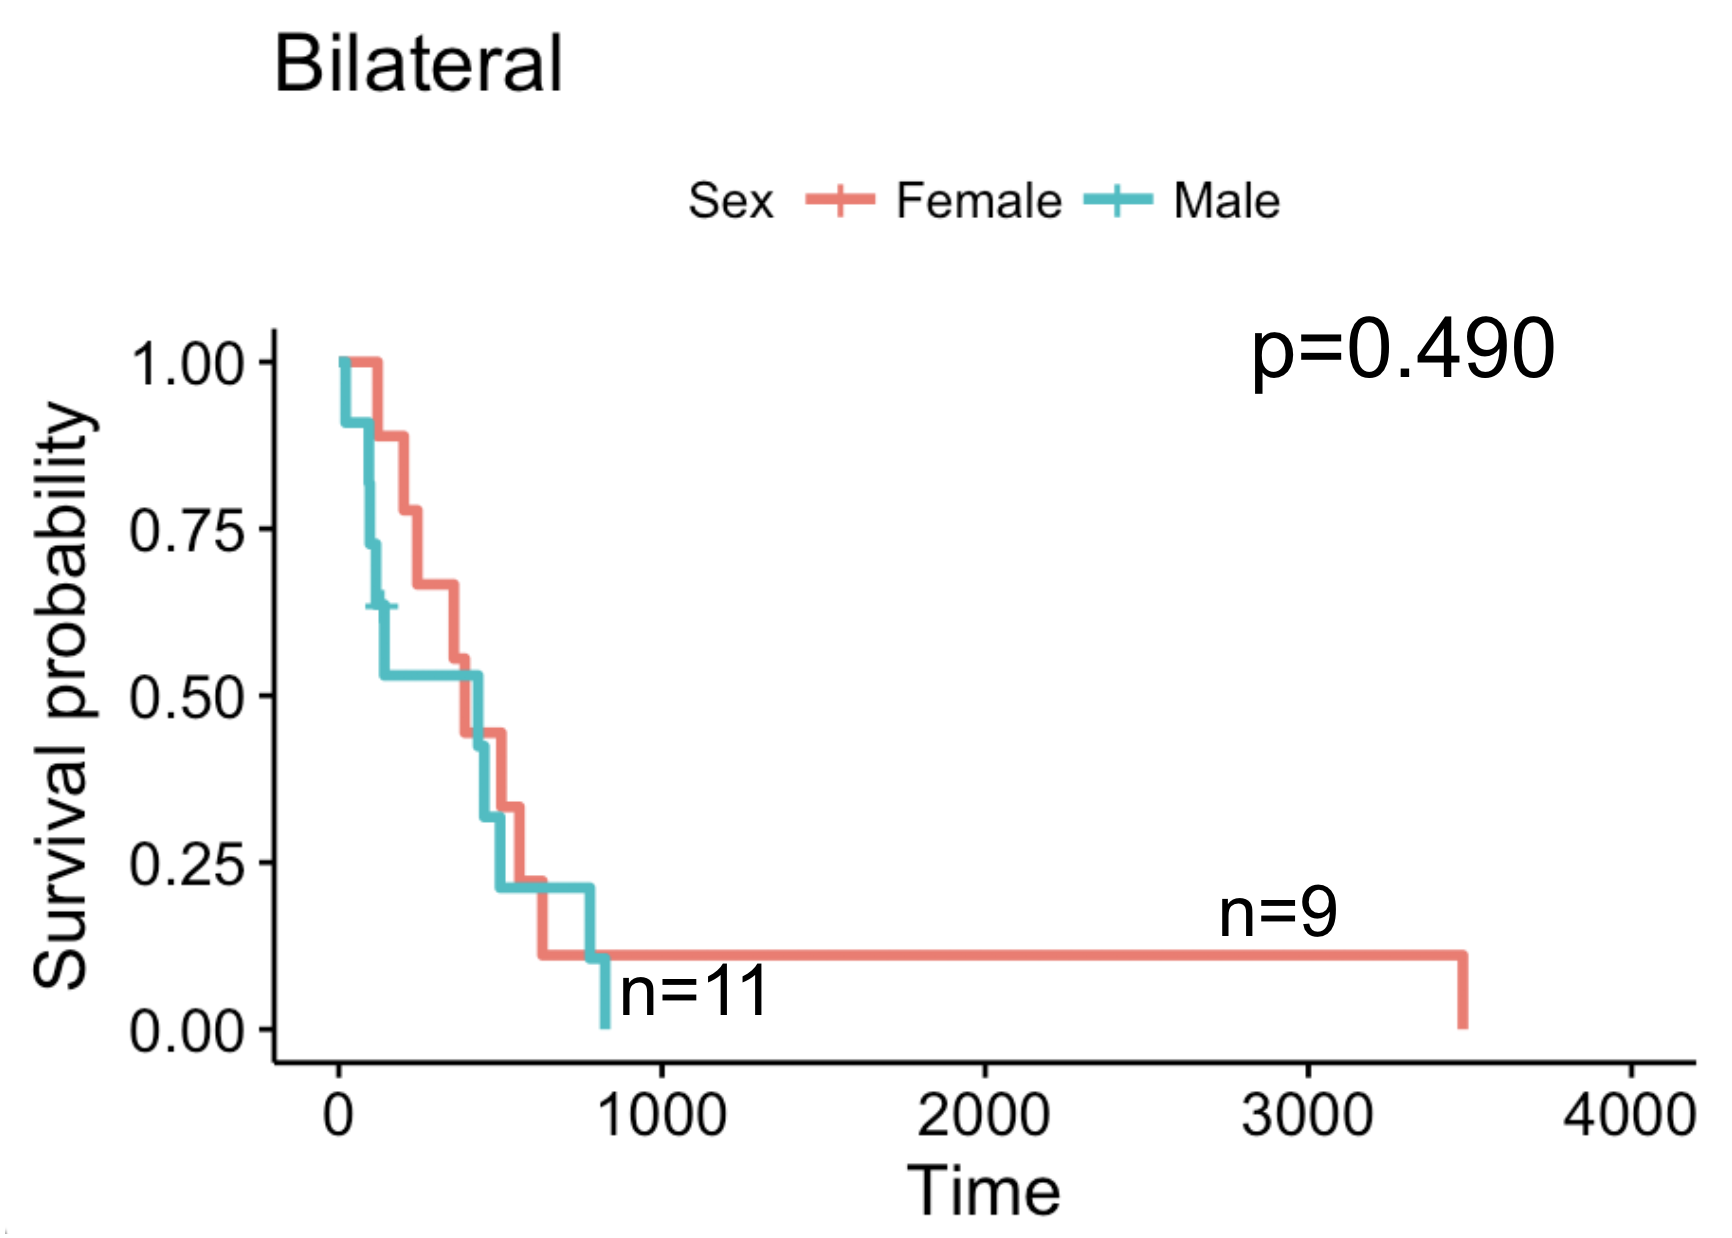 Bilateral
Sex Female Male
p=0.490
Survival probability
1.00
0.75
0.50
0.25
0.00
n=9
n=11
0 1000 2000 3000 4000
Time